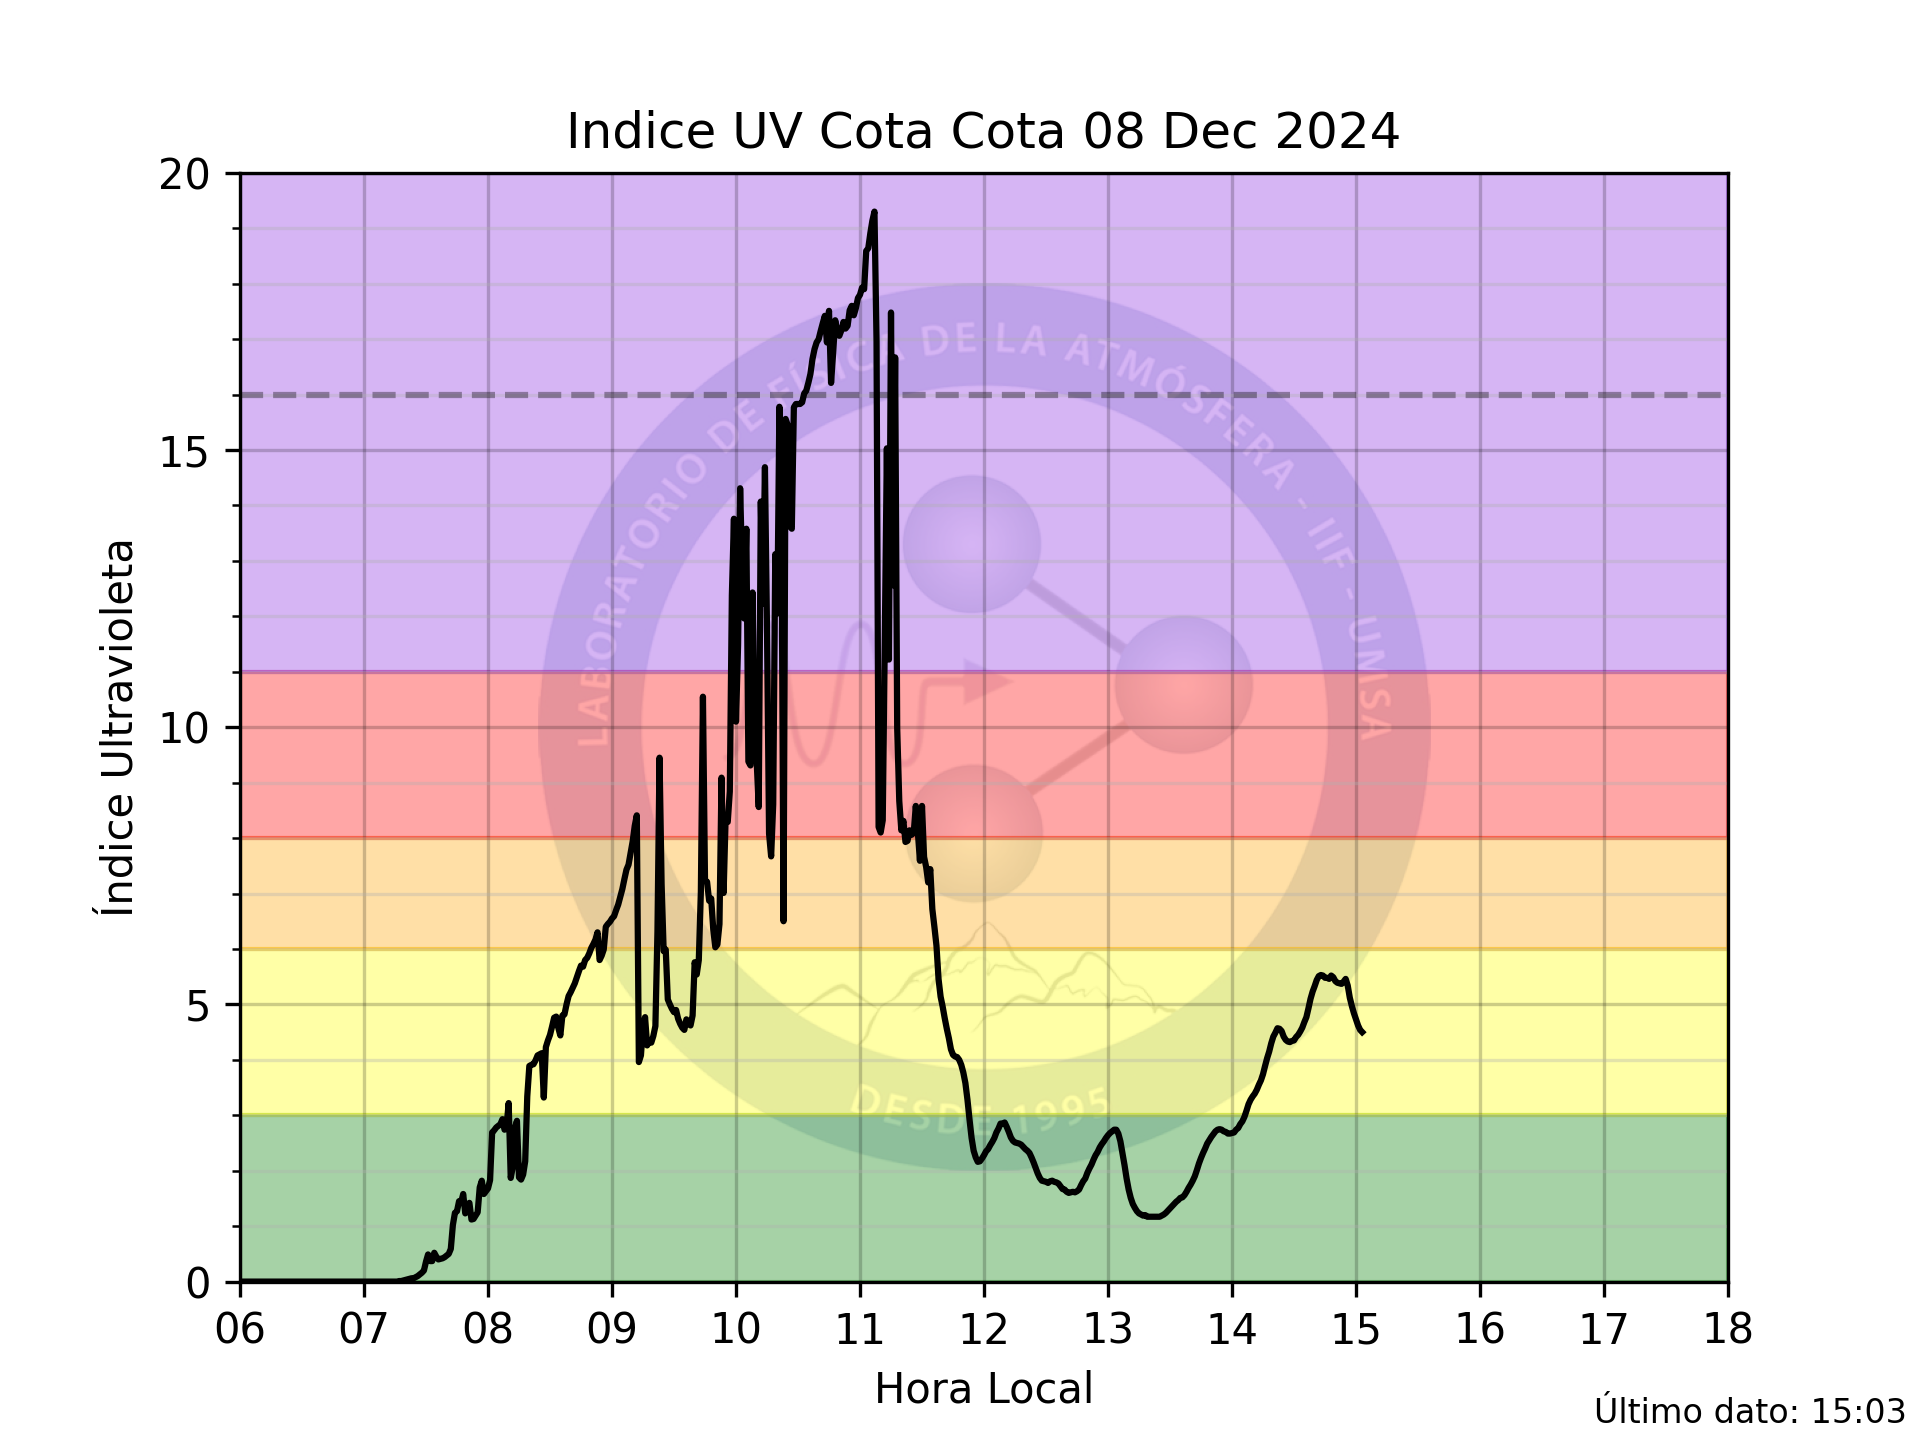 Indice UV Cota Cota 08 Dec 2024
20
15
10
5
0
Índice Ultravioleta
LABORATORIO DE FÍSICA DE LA ATMÓSFERA - IIF - UMSA
DESDE 1995
06 07 08 09 10 11 12 13 14 15 16 17 18
Hora Local
Último dato: 15:03